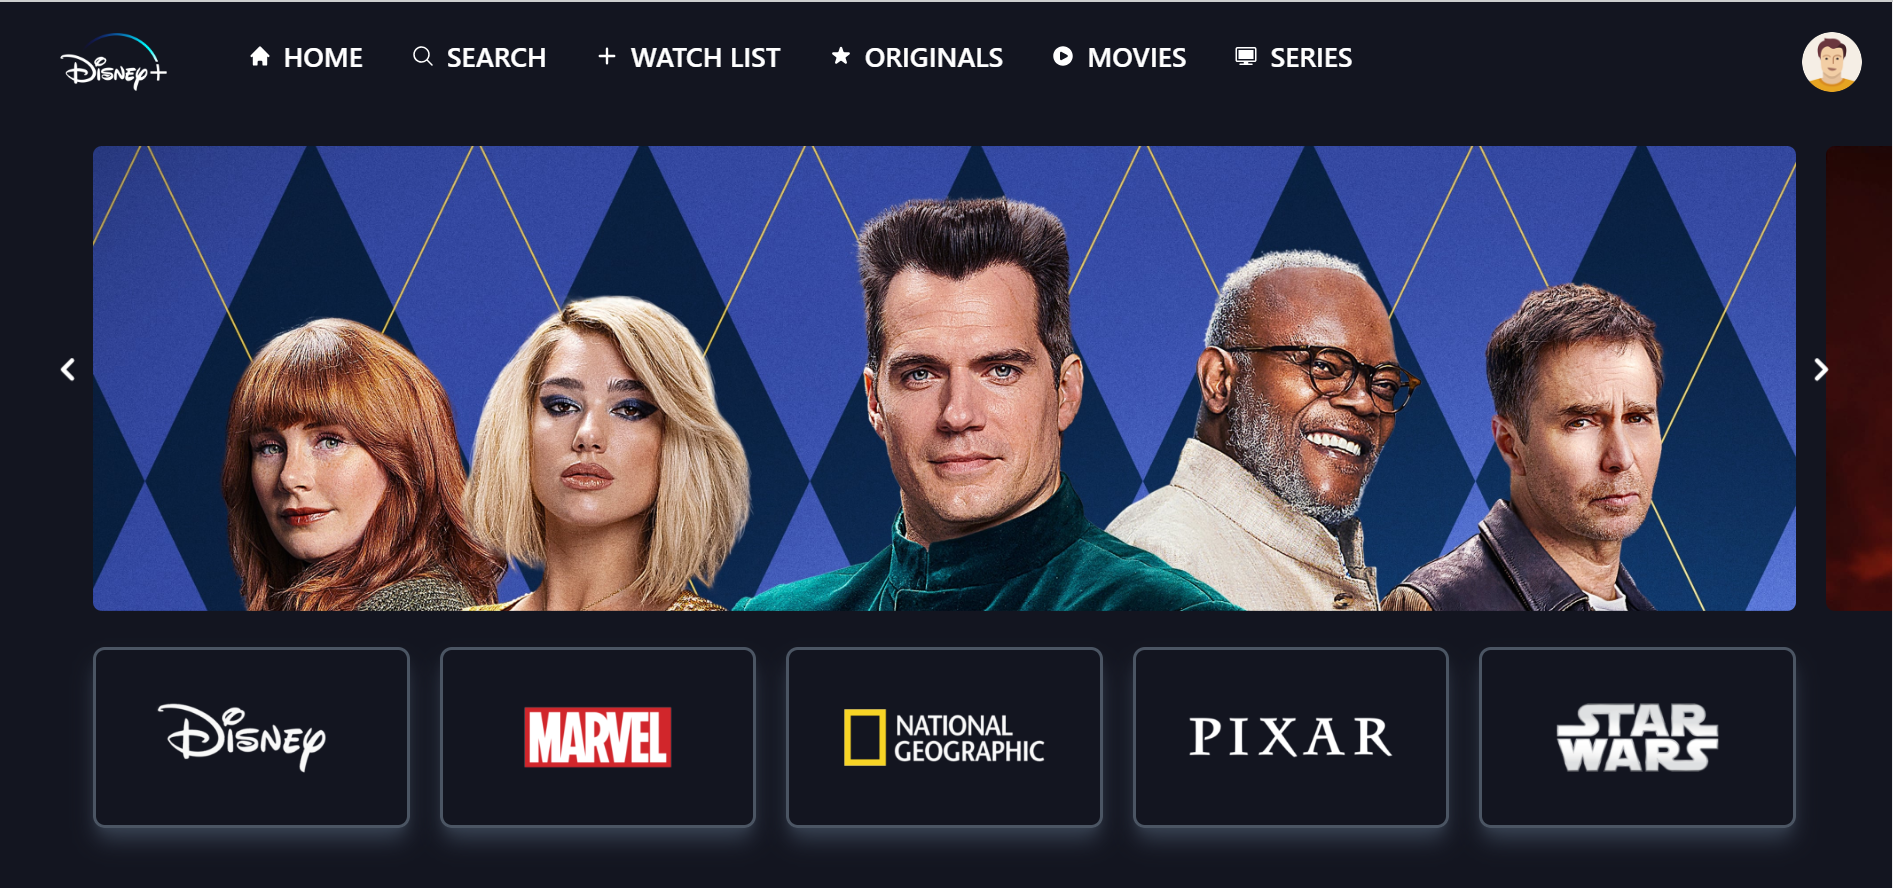 Disney+
HOME
SEARCH
WATCH LIST
ORIGINALS
MOVIES
SERIES
Disney
MARVEL
NATIONAL
GEOGRAPHIC
PIXAR
STAR
WARS